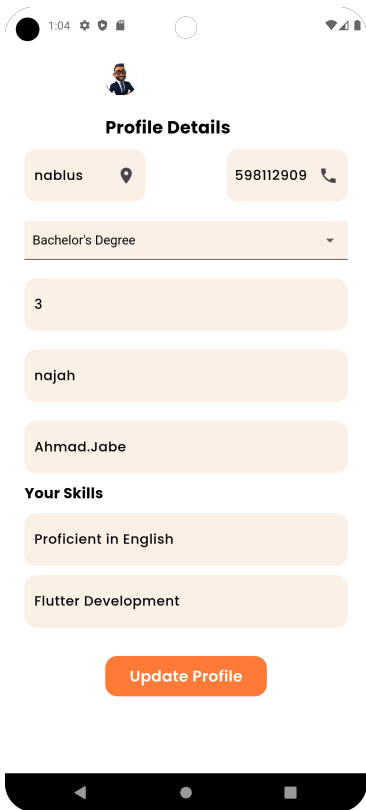 1:04
Profile Details
nablus
598112909
Bachelor's Degree
3
najah
Ahmad.Jabe
Your Skills
Proficient in English
Flutter Development
Update Profile